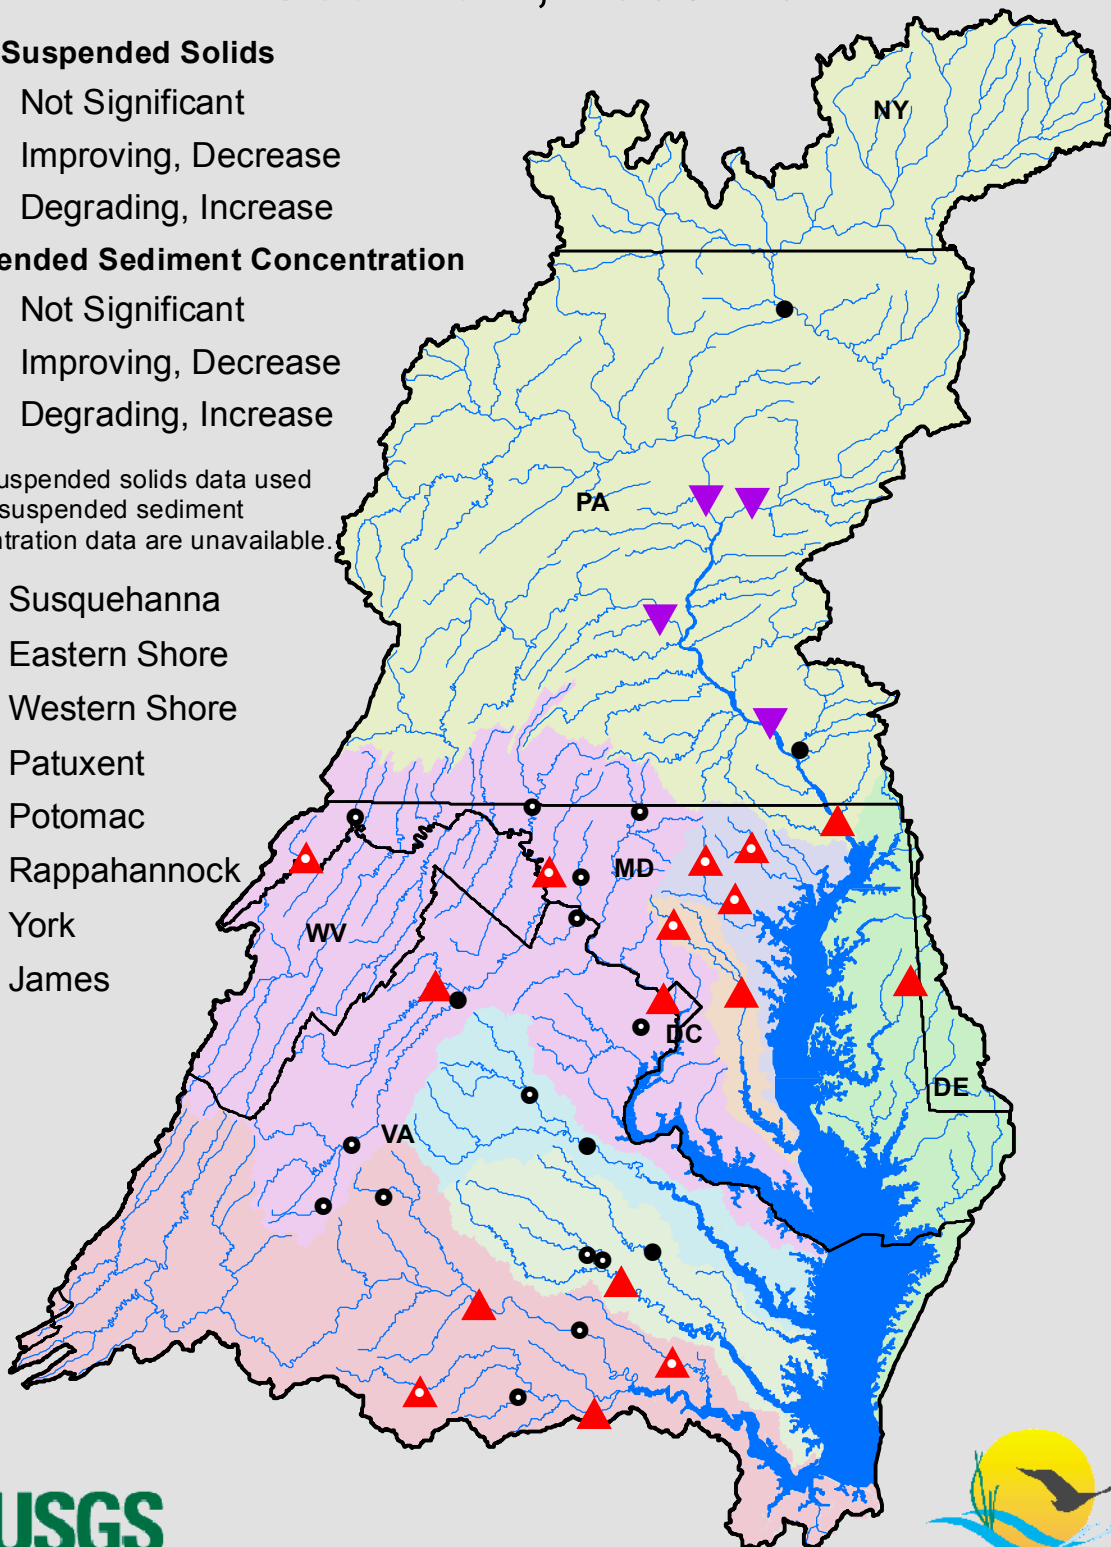 Suspended Solids
Not Significant
Improving, Decrease
Degrading, Increase
ended Sediment Concentration
Not Significant
Improving, Decrease
Degrading, Increase
uspended solids data used
suspended sediment
ntration data are unavailable.
Susquehanna
Eastern Shore
Western Shore
Patuxent
Potomac
Rappahannock
York
James
NY
PA
MD
WV
DC
DE
VA
USGS